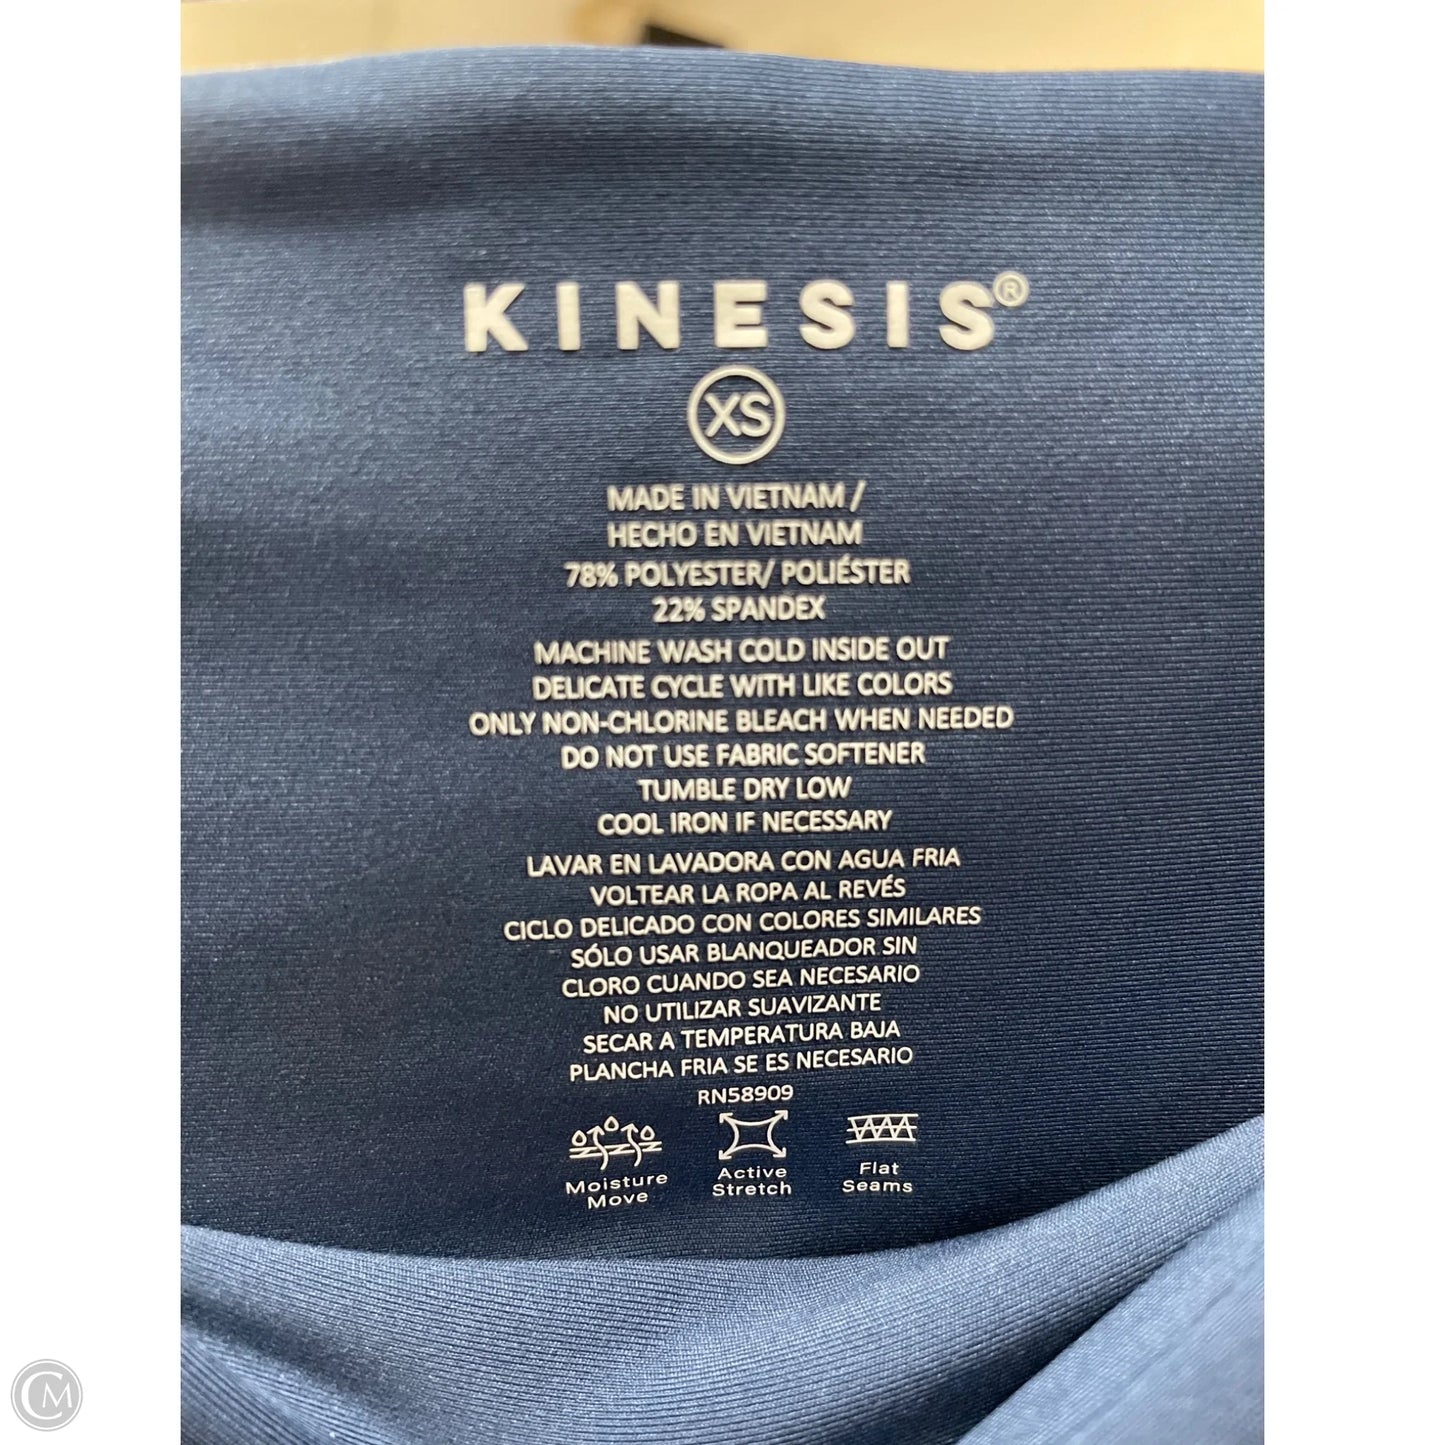 KINESIS®
XS
MADE IN VIETNAM /
HECHO EN VIETNAM
78% POLYESTER/ POLIÉSTER
22% SPANDEX
MACHINE WASH COLD INSIDE OUT
DELICATE CYCLE WITH LIKE COLORS
ONLY NON-CHLORINE BLEACH WHEN NEEDED
DO NOT USE FABRIC SOFTENER
TUMBLE DRY LOW
COOL IRON IF NECESSARY
LAVAR EN LAVADORA CON AGUA FRIA
VOLTEAR LA ROPA AL REVÉS
CICLO DELICADO CON COLORES SIMILARES
SÓLO USAR BLANQUEADOR SIN
CLORO CUANDO SEA NECESARIO
NO UTILIZAR SUAVIZANTE
SECAR A TEMPERATURA BAJA
PLANCHA FRIA SE ES NECESARIO
RN58909
Moisture
Move
Active
Stretch
Flat
Seams
CM